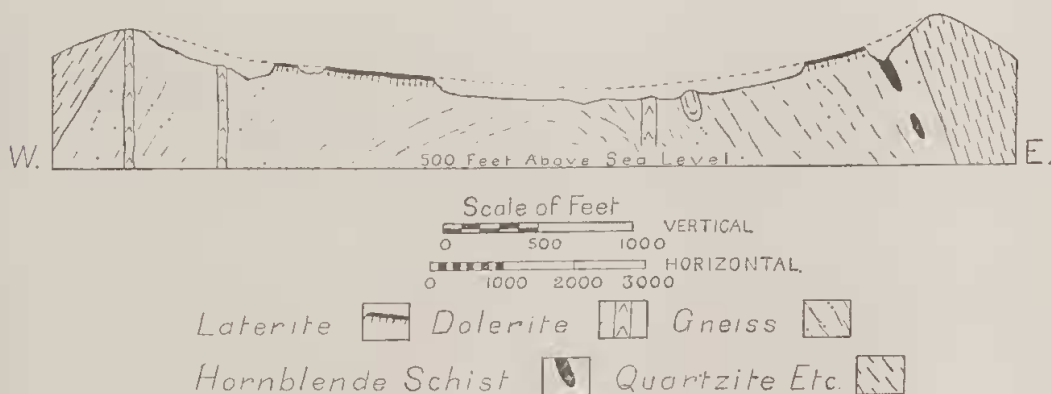 W. E.
500 Feet Above Sea Level.
Scale of Feet
VERTICAL
0 500 1000
HORIZONTAL.
0 1000 2000 3000
Laterite Dolerite Gneiss
Hornblende Schist Quartzite Etc.